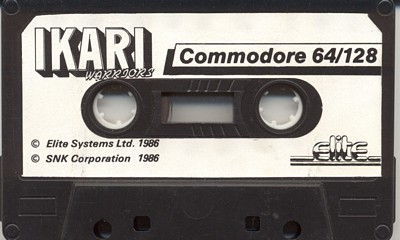 IKARI
WARRIORS
Commodore 64/128
© Elite Systems Ltd. 1986
© SNK Corporation 1986
elite